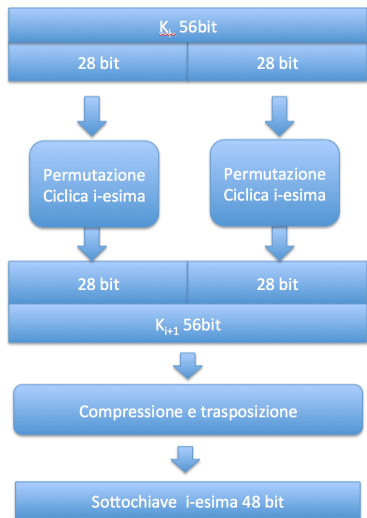 Ki 56bit
28 bit 28 bit
Permutazione
Ciclica i-esima
Permutazione
Ciclica i-esima
28 bit 28 bit
Ki+1 56bit
Compressione e trasposizione
Sottochiave i-esima 48 bit